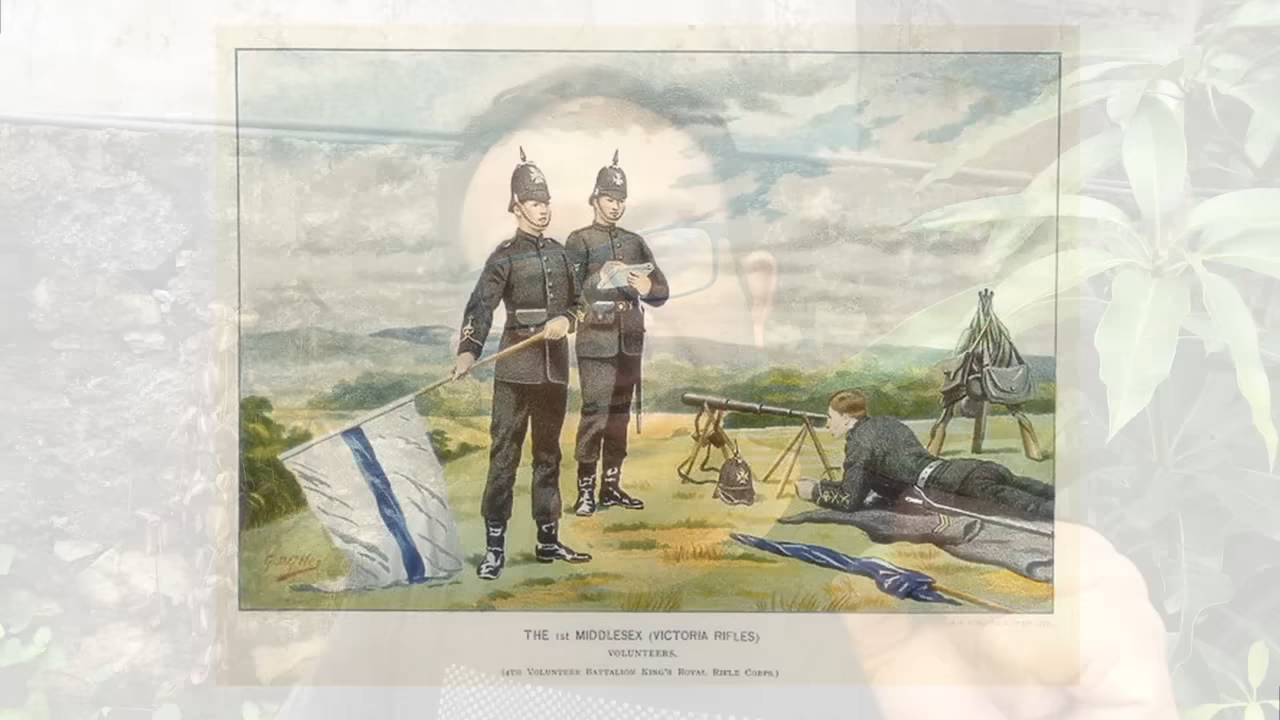 THE 1st MIDDLESEX (VICTORIA RIFLES)
VOLUNTEERS.
(4TH VOLUNTEER BATTALION KING'S ROYAL RIFLE CORPS.)